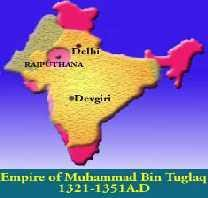 Delhi
RAJPUTHANA
Devgiri
Empire of Muhammad Bin Tuglaq
1321-1351A.D